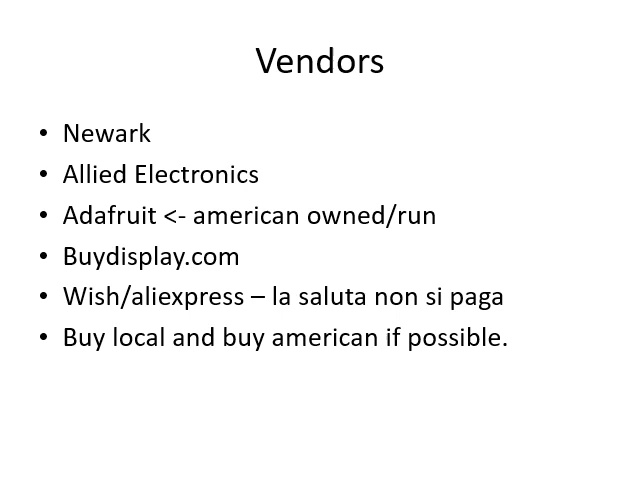 Vendors
• Newark
• Allied Electronics
• Adafruit <- american owned/run
• Buydisplay.com
• Wish/aliexpress – la saluta non si paga
• Buy local and buy american if possible.